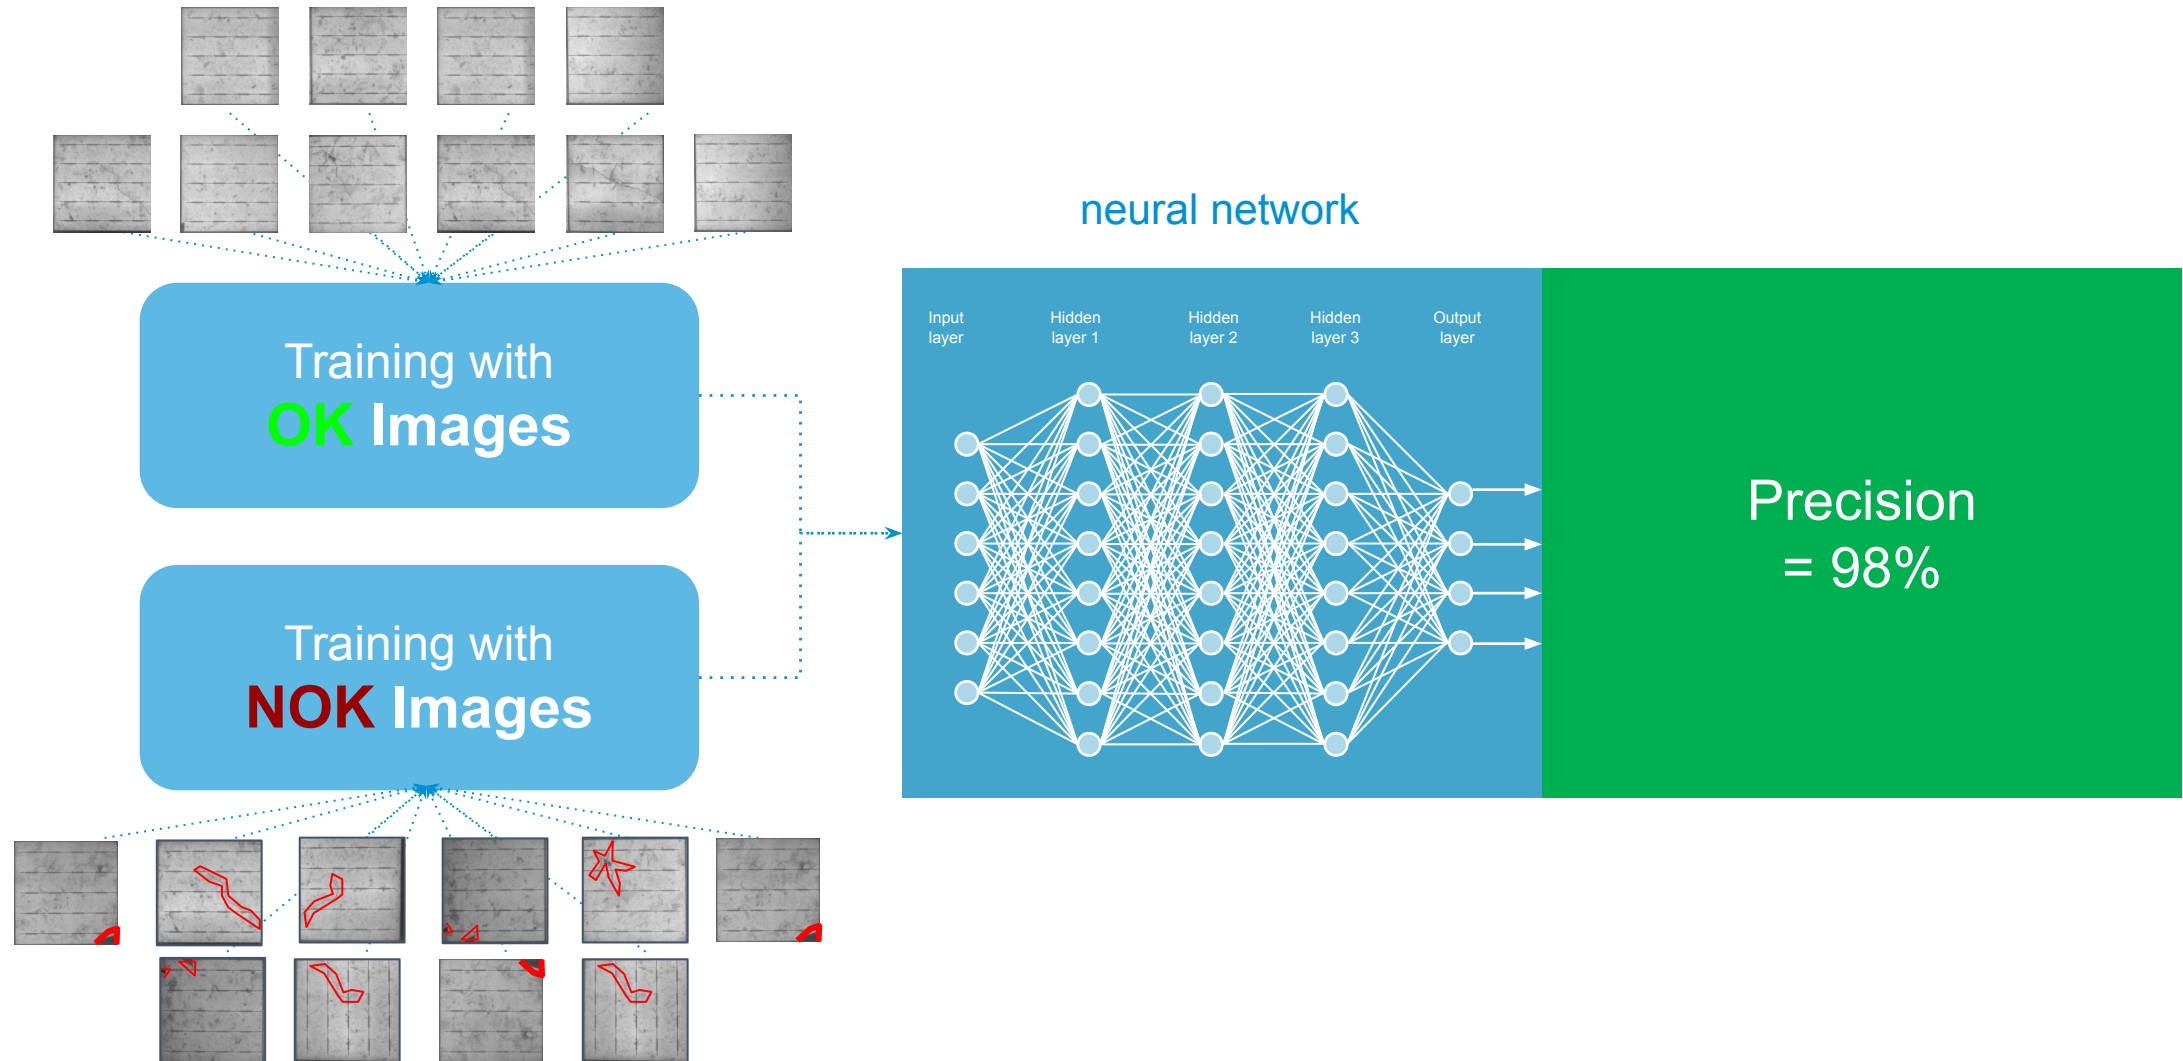 neural network
Training with
OK Images
Training with
NOK Images
Input
layer
Hidden
layer 1
Hidden
layer 2
Hidden
layer 3
Output
layer
Precision
= 98%